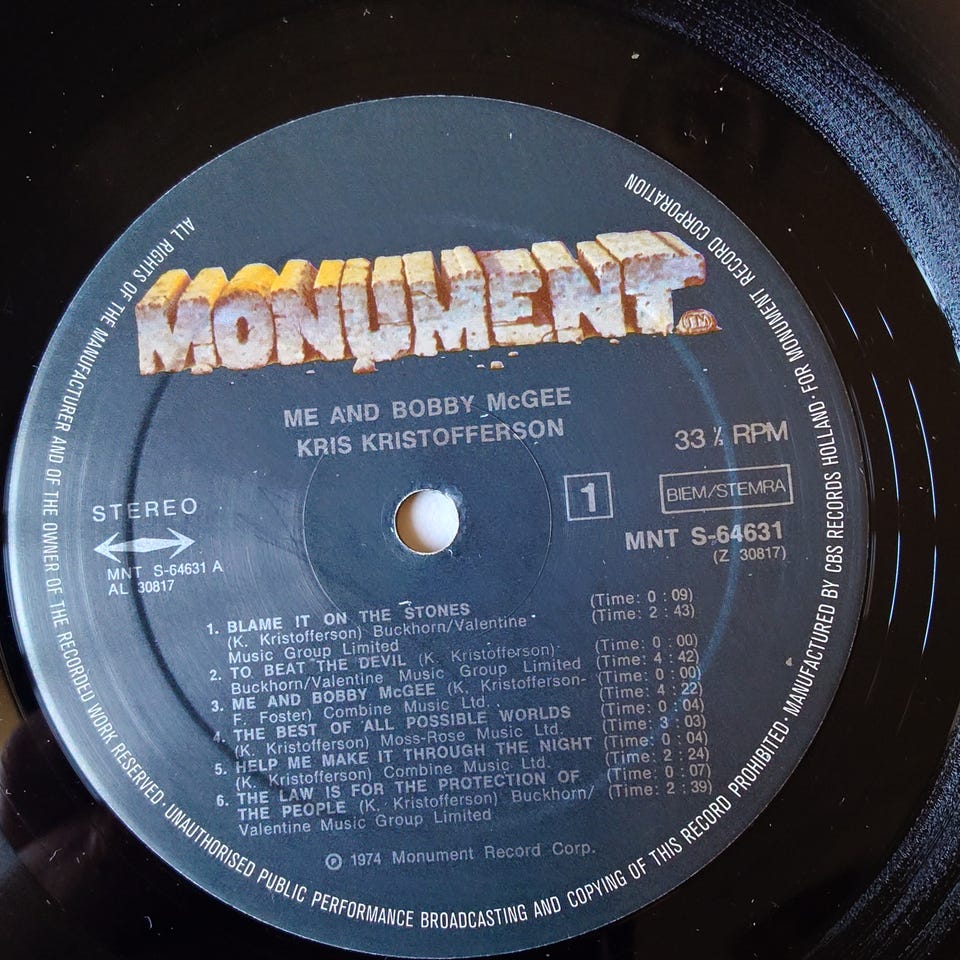 MONUMENT
TM
ME AND BOBBY McGEE
KRIS KRISTOFFERSON
33 ⅓ RPM
STEREO
1
BIEM/STEMRA
MNT S-64631
(Z 30817)
MNT S-64631 A
AL 30817
1. BLAME IT ON THE STONES (Time: 0 : 09)
(K. Kristofferson) Buckhorn/Valentine (Time: 2 : 43)
Music Group Limited
2. TO BEAT THE DEVIL (K. Kristofferson) (Time: 0 : 00)
Buckhorn/Valentine Music Group Limited (Time: 4 : 42)
3. ME AND BOBBY McGEE (K. Kristofferson- (Time: 0 : 00)
F. Foster) Combine Music Ltd. (Time: 4 : 22)
4. THE BEST OF ALL POSSIBLE WORLDS (Time: 0 : 04)
(K. Kristofferson) Moss-Rose Music Ltd. (Time: 3 : 03)
5. HELP ME MAKE IT THROUGH THE NIGHT (Time: 0 : 04)
(K. Kristofferson) Combine Music Ltd. (Time: 2 : 24)
6. THE LAW IS FOR THE PROTECTION OF (Time: 0 : 07)
THE PEOPLE (K. Kristofferson) Buckhorn/ (Time: 2 : 39)
Valentine Music Group Limited
℗ 1974 Monument Record Corp.
ALL RIGHTS OF THE MANUFACTURER AND OF THE OWNER OF THE RECORDED WORK RESERVED · UNAUTHORISED PUBLIC PERFORMANCE BROADCASTING AND COPYING OF THIS RECORD PROHIBITED · MANUFACTURED BY CBS RECORDS HOLLAND · FOR MONUMENT RECORD CORPORATION